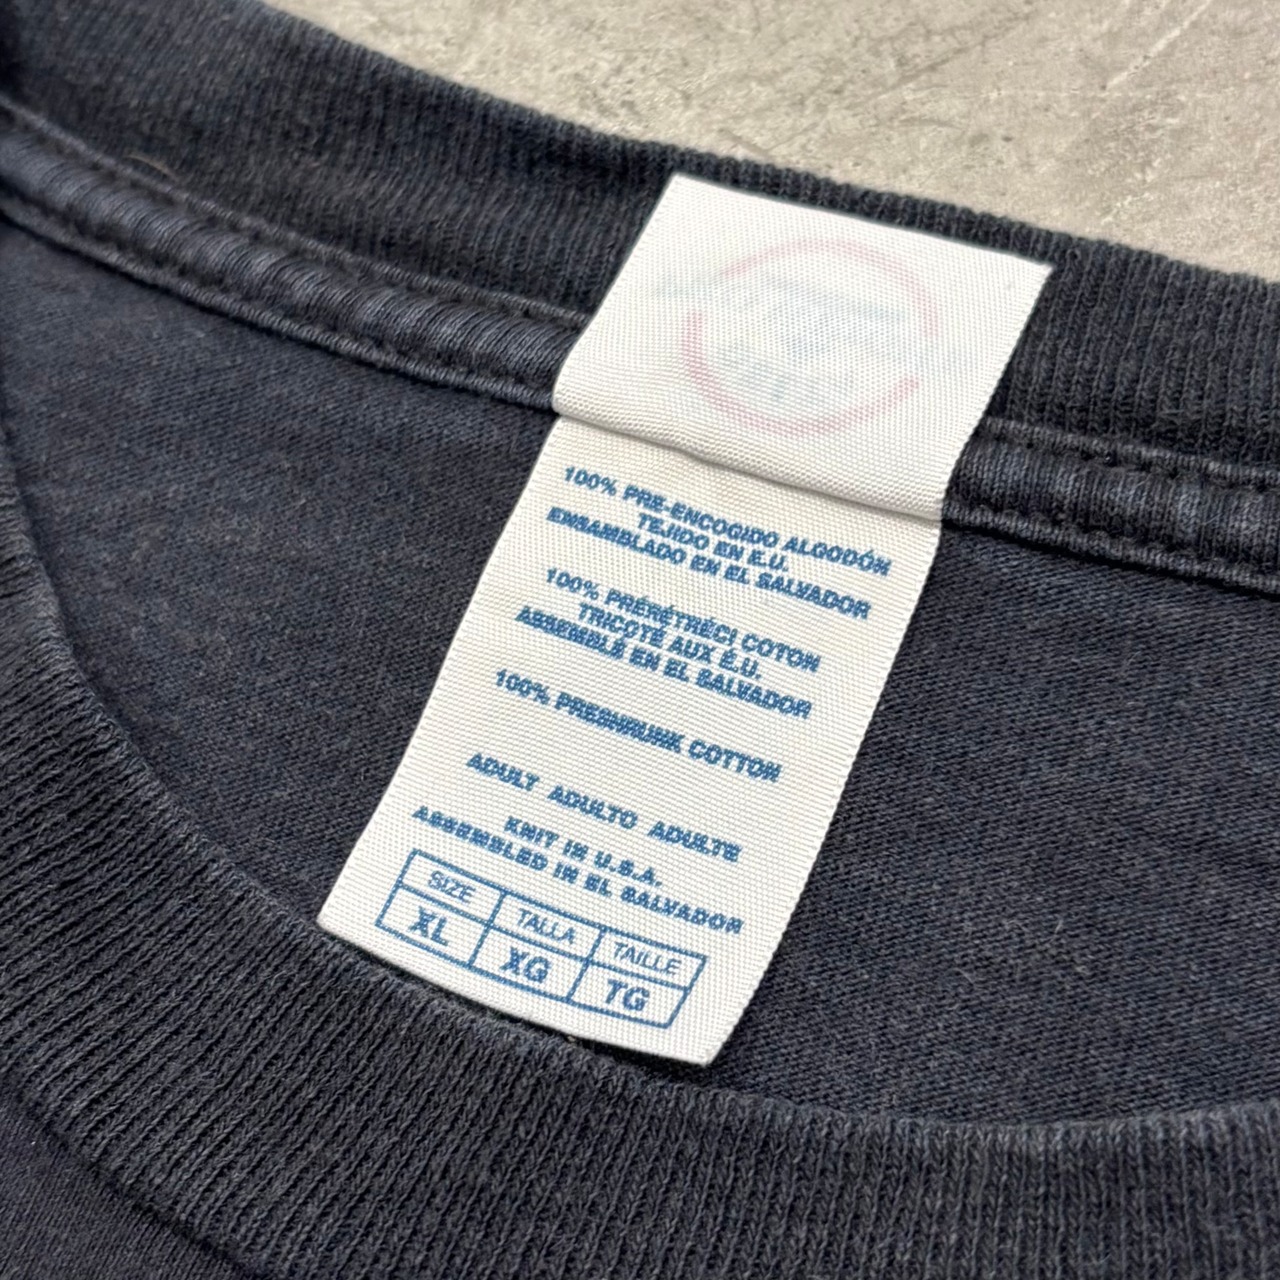 100% PRE-ENCOGIDO ALGODÓN
TEJIDO EN E.U.
ENSAMBLADO EN EL SALVADOR
100% PRÉRÉTRÉCI COTON
TRICOTÉ AUX É.U.
ASSEMBLÉ EN EL SALVADOR
100% PRESHRUNK COTTON
ADULT ADULTO ADULTE
KNIT IN U.S.A.
ASSEMBLED IN EL SALVADOR
SIZE TALLA TAILLE
XL XG TG